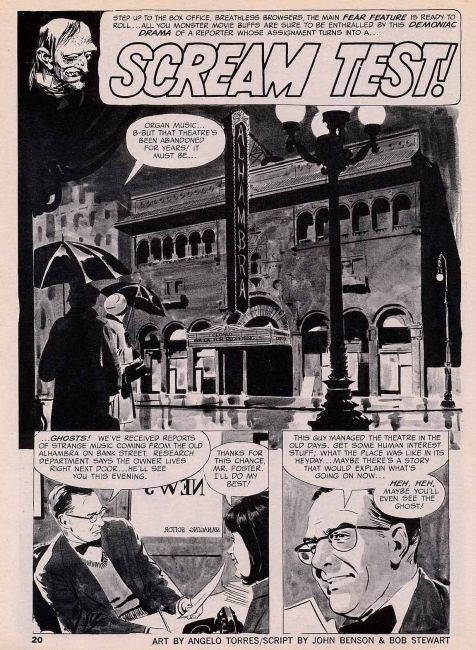 STEP UP TO THE BOX OFFICE, BREATHLESS BROWSERS, THE MAIN FEAR FEATURE IS READY TO
ROLL...ALL YOU MONSTER MOVIE BUFFS ARE SURE TO BE ENTHRALLED BY THIS DEMONIAC
DRAMA OF A REPORTER WHOSE ASSIGNMENT TURNS INTO A...
SCREAM TEST!
ORGAN MUSIC...
B-BUT THAT THEATRE'S
BEEN ABANDONED
FOR YEARS! IT
MUST BE...
ALHAMBRA
CLOSED
...GHOSTS! WE'VE RECEIVED REPORTS
OF STRANGE MUSIC COMING FROM THE OLD
ALHAMBRA ON BANK STREET. RESEARCH
DEPARTMENT SAYS THE OWNER LIVES
RIGHT NEXT DOOR...HE'LL SEE
YOU THIS EVENING.
THANKS FOR
THIS CHANCE,
MR. FOSTER.
I'LL DO MY
BEST!
NEWS
MANAGING EDITOR
THIS GUY MANAGED THE THEATRE IN THE
OLD DAYS. GET SOME HUMAN INTEREST
STUFF; WHAT THE PLACE WAS LIKE IN ITS
HEYDAY...MAYBE THERE'S A STORY
THAT WOULD EXPLAIN WHAT'S
GOING ON NOW...
HEH, HEH,
MAYBE YOU'LL
EVEN SEE THE
GHOST!
20
ART BY ANGELO TORRES/SCRIPT BY JOHN BENSON & BOB STEWART